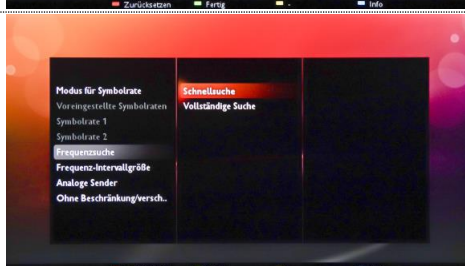 Zurücksetzen Fertig - Info
Modus für Symbolrate
Voreingestellte Symbolraten
Symbolrate 1
Symbolrate 2
Frequenzsuche
Frequenz-Intervallgröße
Analoge Sender
Ohne Beschränkung/versch..
Schnellsuche
Vollständige Suche